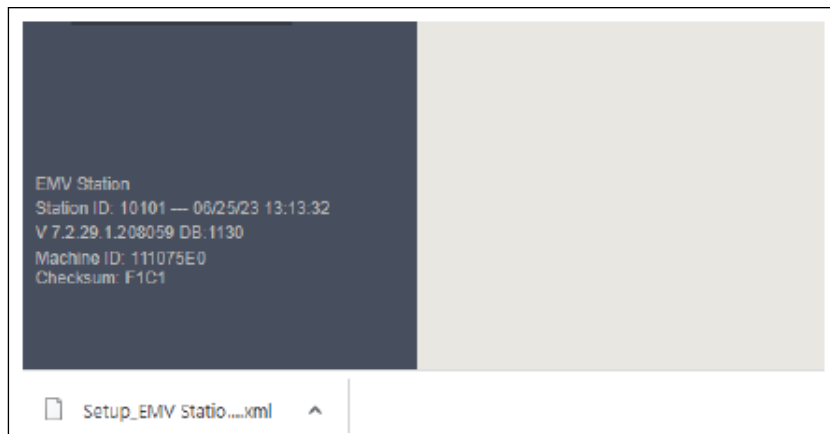 EMV Station
Station ID: 10101 --- 06/25/23 13:13:32
V 7.2.29.1.208059 DB:1130
Machine ID: 111075E0
Checksum: F1C1
Setup_EMV Statio....xml